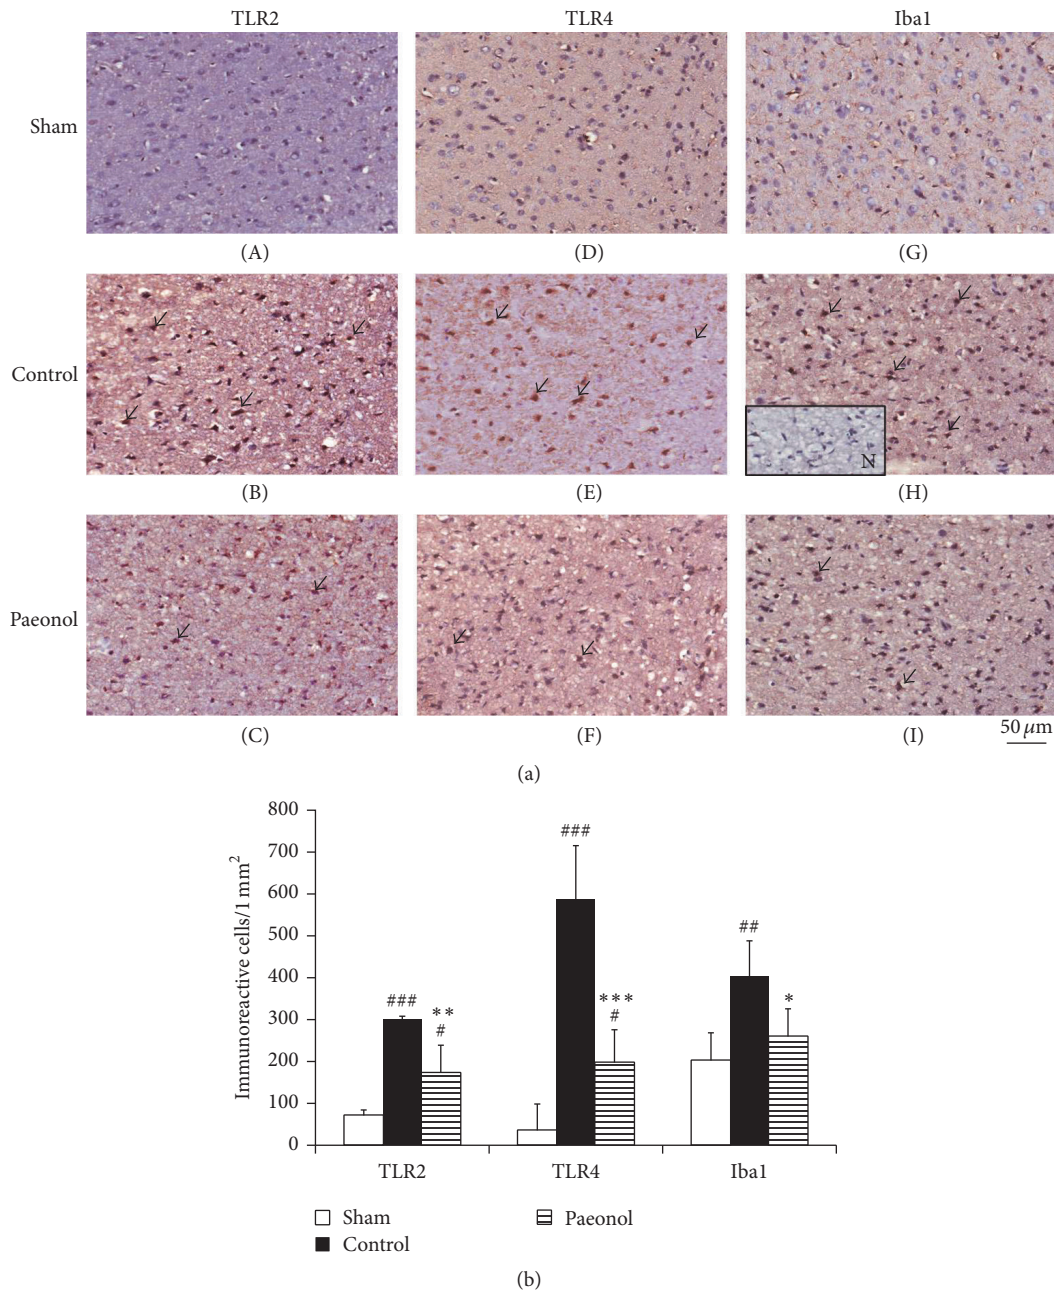 TLR2 TLR4 Iba1
Sham
(A) (D) (G)
Control
N
(B) (E) (H)
Paeonol
(C) (F) (I)
50 μm
(a)
800
700
600
500
400
300
200
100
0
Immunoreactive cells/1 mm²
###
**
#
###
***
#
##
*
TLR2 TLR4 Iba1
Sham Paeonol
Control
(b)